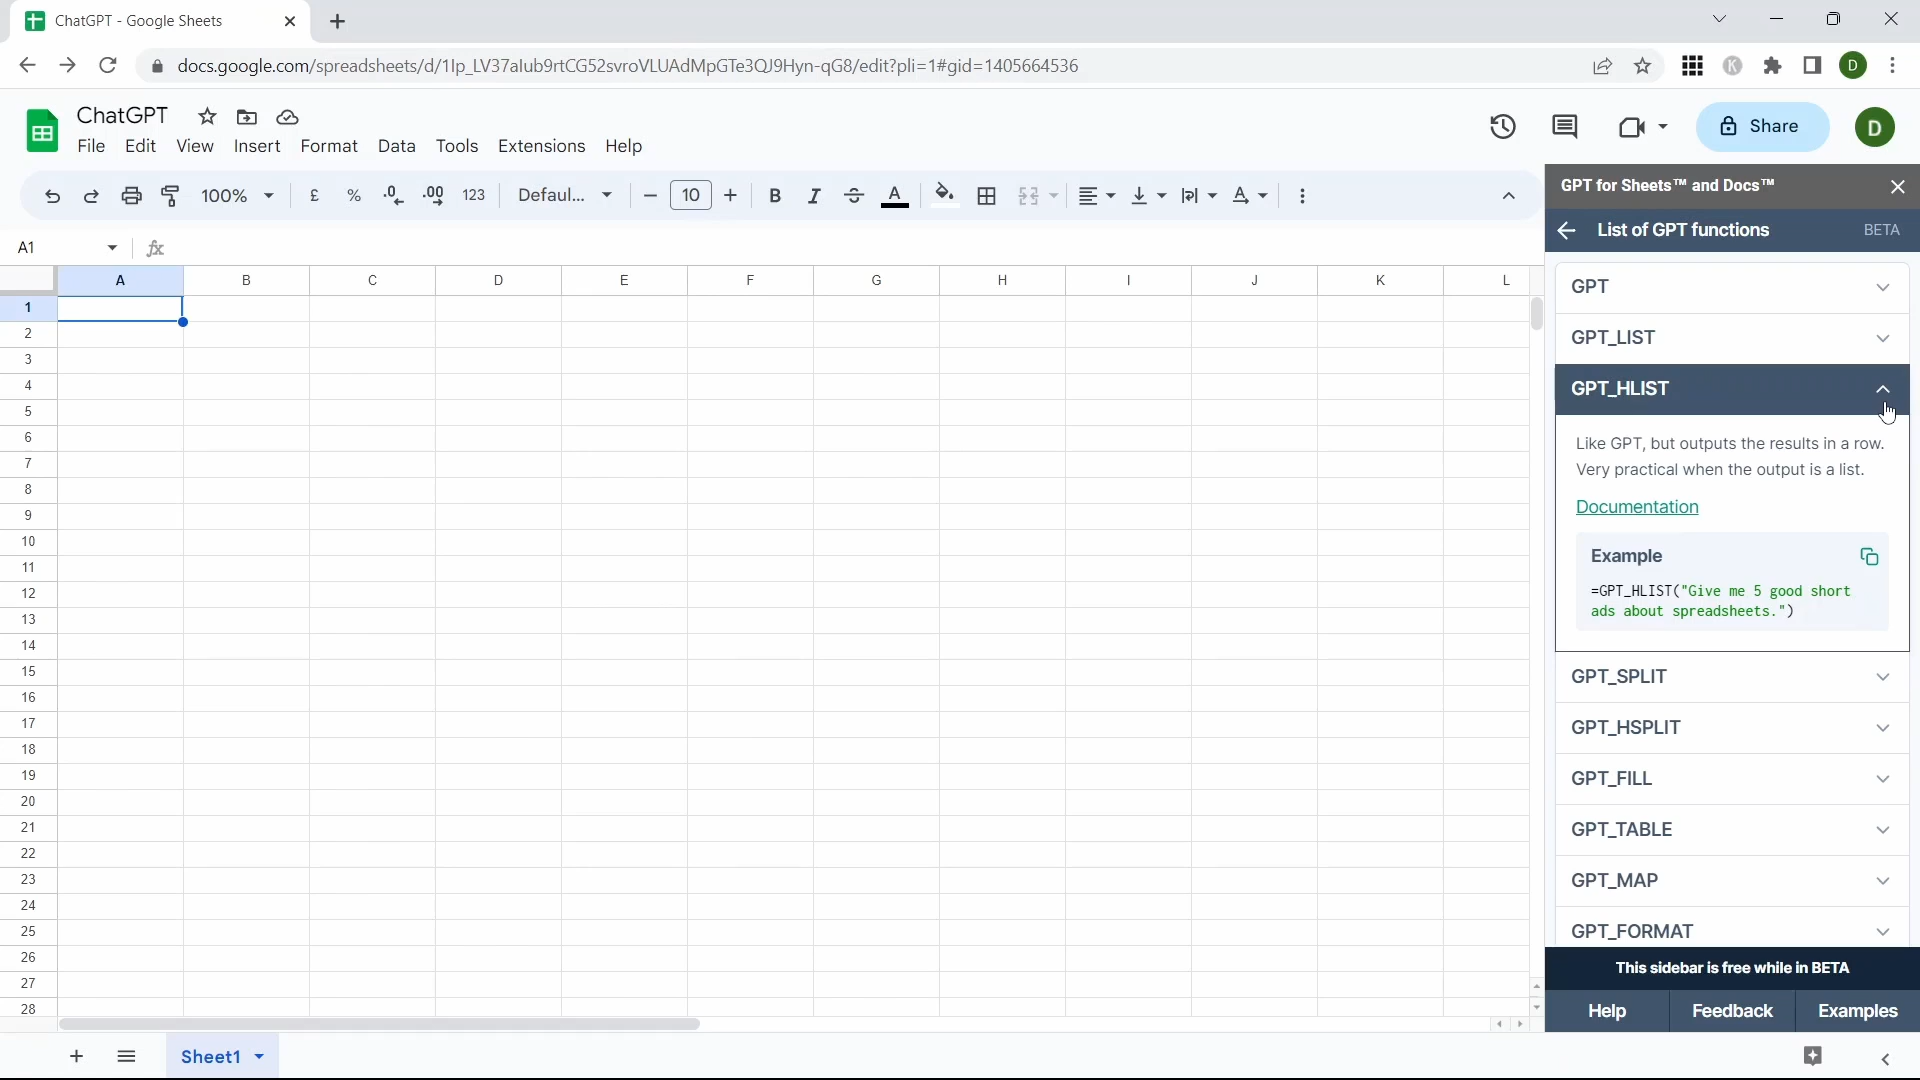 ChatGPT - Google Sheets
docs.google.com/spreadsheets/d/1Ip_LV37aIub9rtCG52svroVLUAdMpGTe3QJ9Hyn-qG8/edit?pli=1#gid=1405664536
K
D
ChatGPT
File Edit View Insert Format Data Tools Extensions Help
Share
D
100% £ % .0 .00 123 Defaul... 10 B I S A A
A1 fx
A B C D E F G H I J K L
1
2
3
4
5
6
7
8
9
10
11
12
13
14
15
16
17
18
19
20
21
22
23
24
25
26
27
28
Sheet1
GPT for Sheets™ and Docs™
List of GPT functions BETA
GPT
GPT_LIST
GPT_HLIST
Like GPT, but outputs the results in a row.
Very practical when the output is a list.
Documentation
Example
=GPT_HLIST("Give me 5 good short
ads about spreadsheets.")
GPT_SPLIT
GPT_HSPLIT
GPT_FILL
GPT_TABLE
GPT_MAP
GPT_FORMAT
This sidebar is free while in BETA
Help Feedback Examples